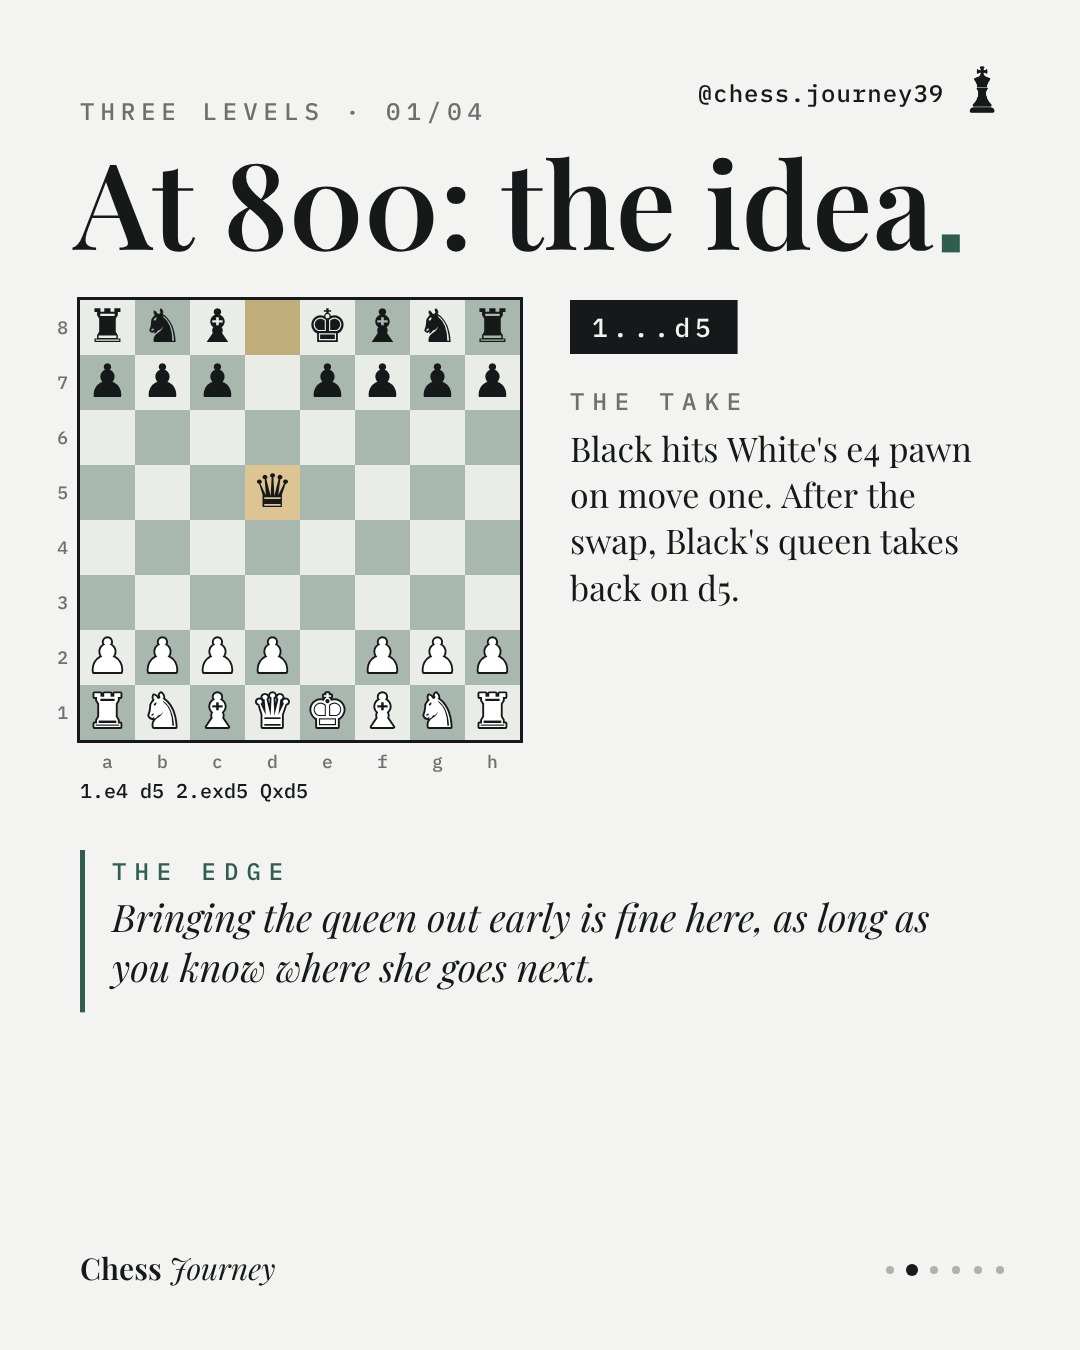 THREE LEVELS · 01/04
@chess.journey39
At 800: the idea.
8
7
6
5
4
3
2
1
a b c d e f g h
1.e4 d5 2.exd5 Qxd5
1...d5
THE TAKE
Black hits White's e4 pawn
on move one. After the
swap, Black's queen takes
back on d5.
THE EDGE
Bringing the queen out early is fine here, as long as
you know where she goes next.
Chess Journey